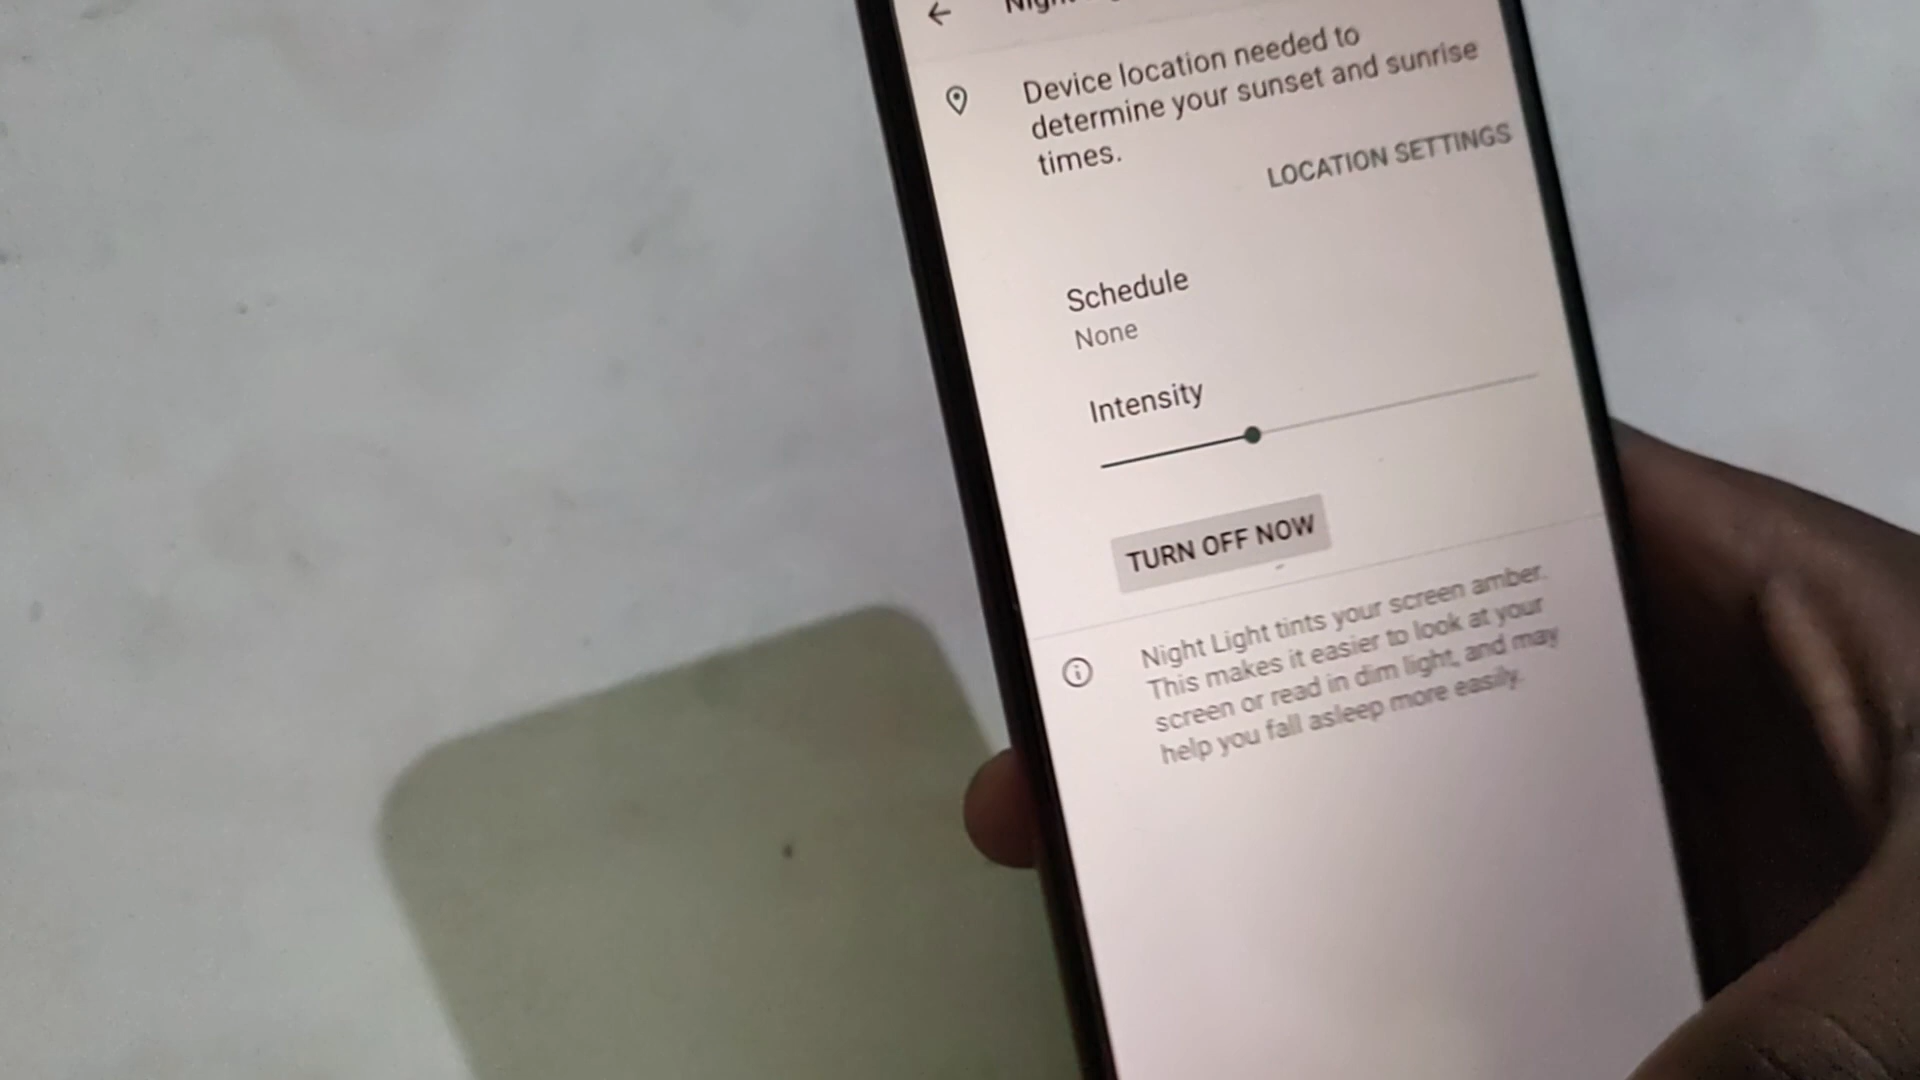 Device location needed to
determine your sunset and sunrise
times.
LOCATION SETTINGS
Schedule
None
Intensity
TURN OFF NOW
Night Light tints your screen amber.
This makes it easier to look at your
screen or read in dim light, and may
help you fall asleep more easily.